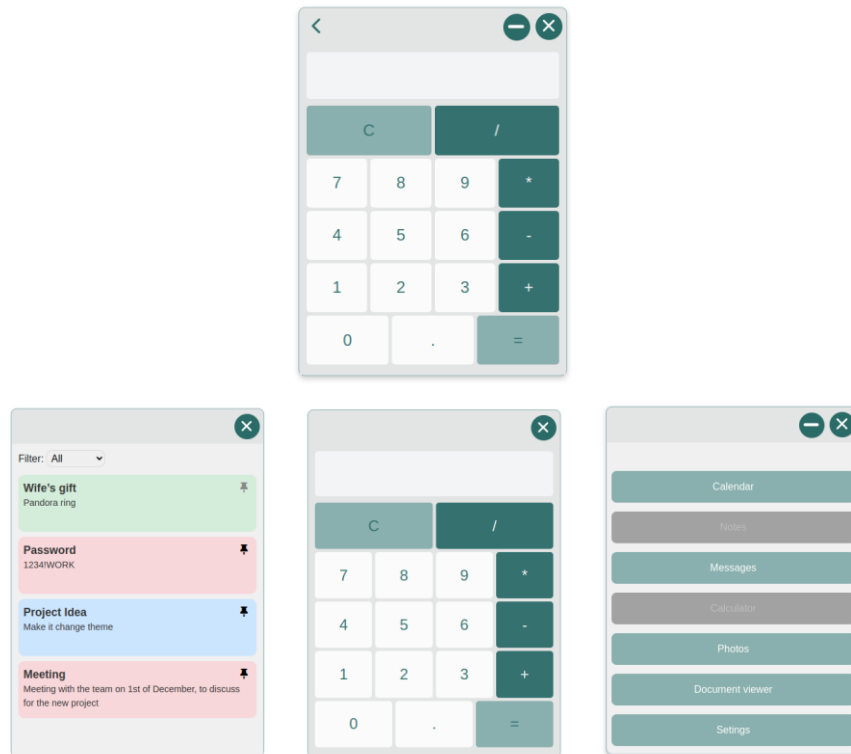 C /
7 8 9 *
4 5 6 -
1 2 3 +
0 . =
Filter: All
Wife's gift
Pandora ring
Password
1234!WORK
Project Idea
Make it change theme
Meeting
Meeting with the team on 1st of December, to discuss
for the new project
C /
7 8 9 *
4 5 6 -
1 2 3 +
0 . =
Calendar
Notes
Messages
Calculator
Photos
Document viewer
Setings